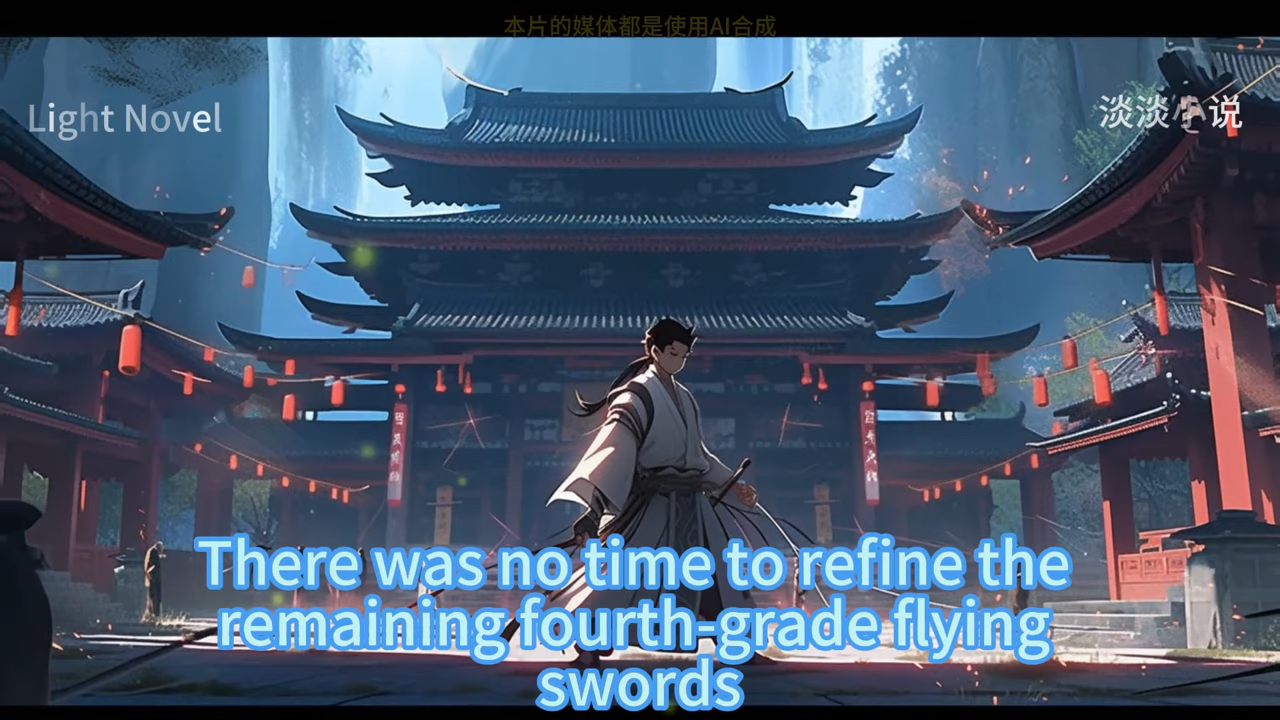 本片的媒体都是使用AI合成
Light Novel
淡淡小说
There was no time to refine the
remaining fourth-grade flying
swords